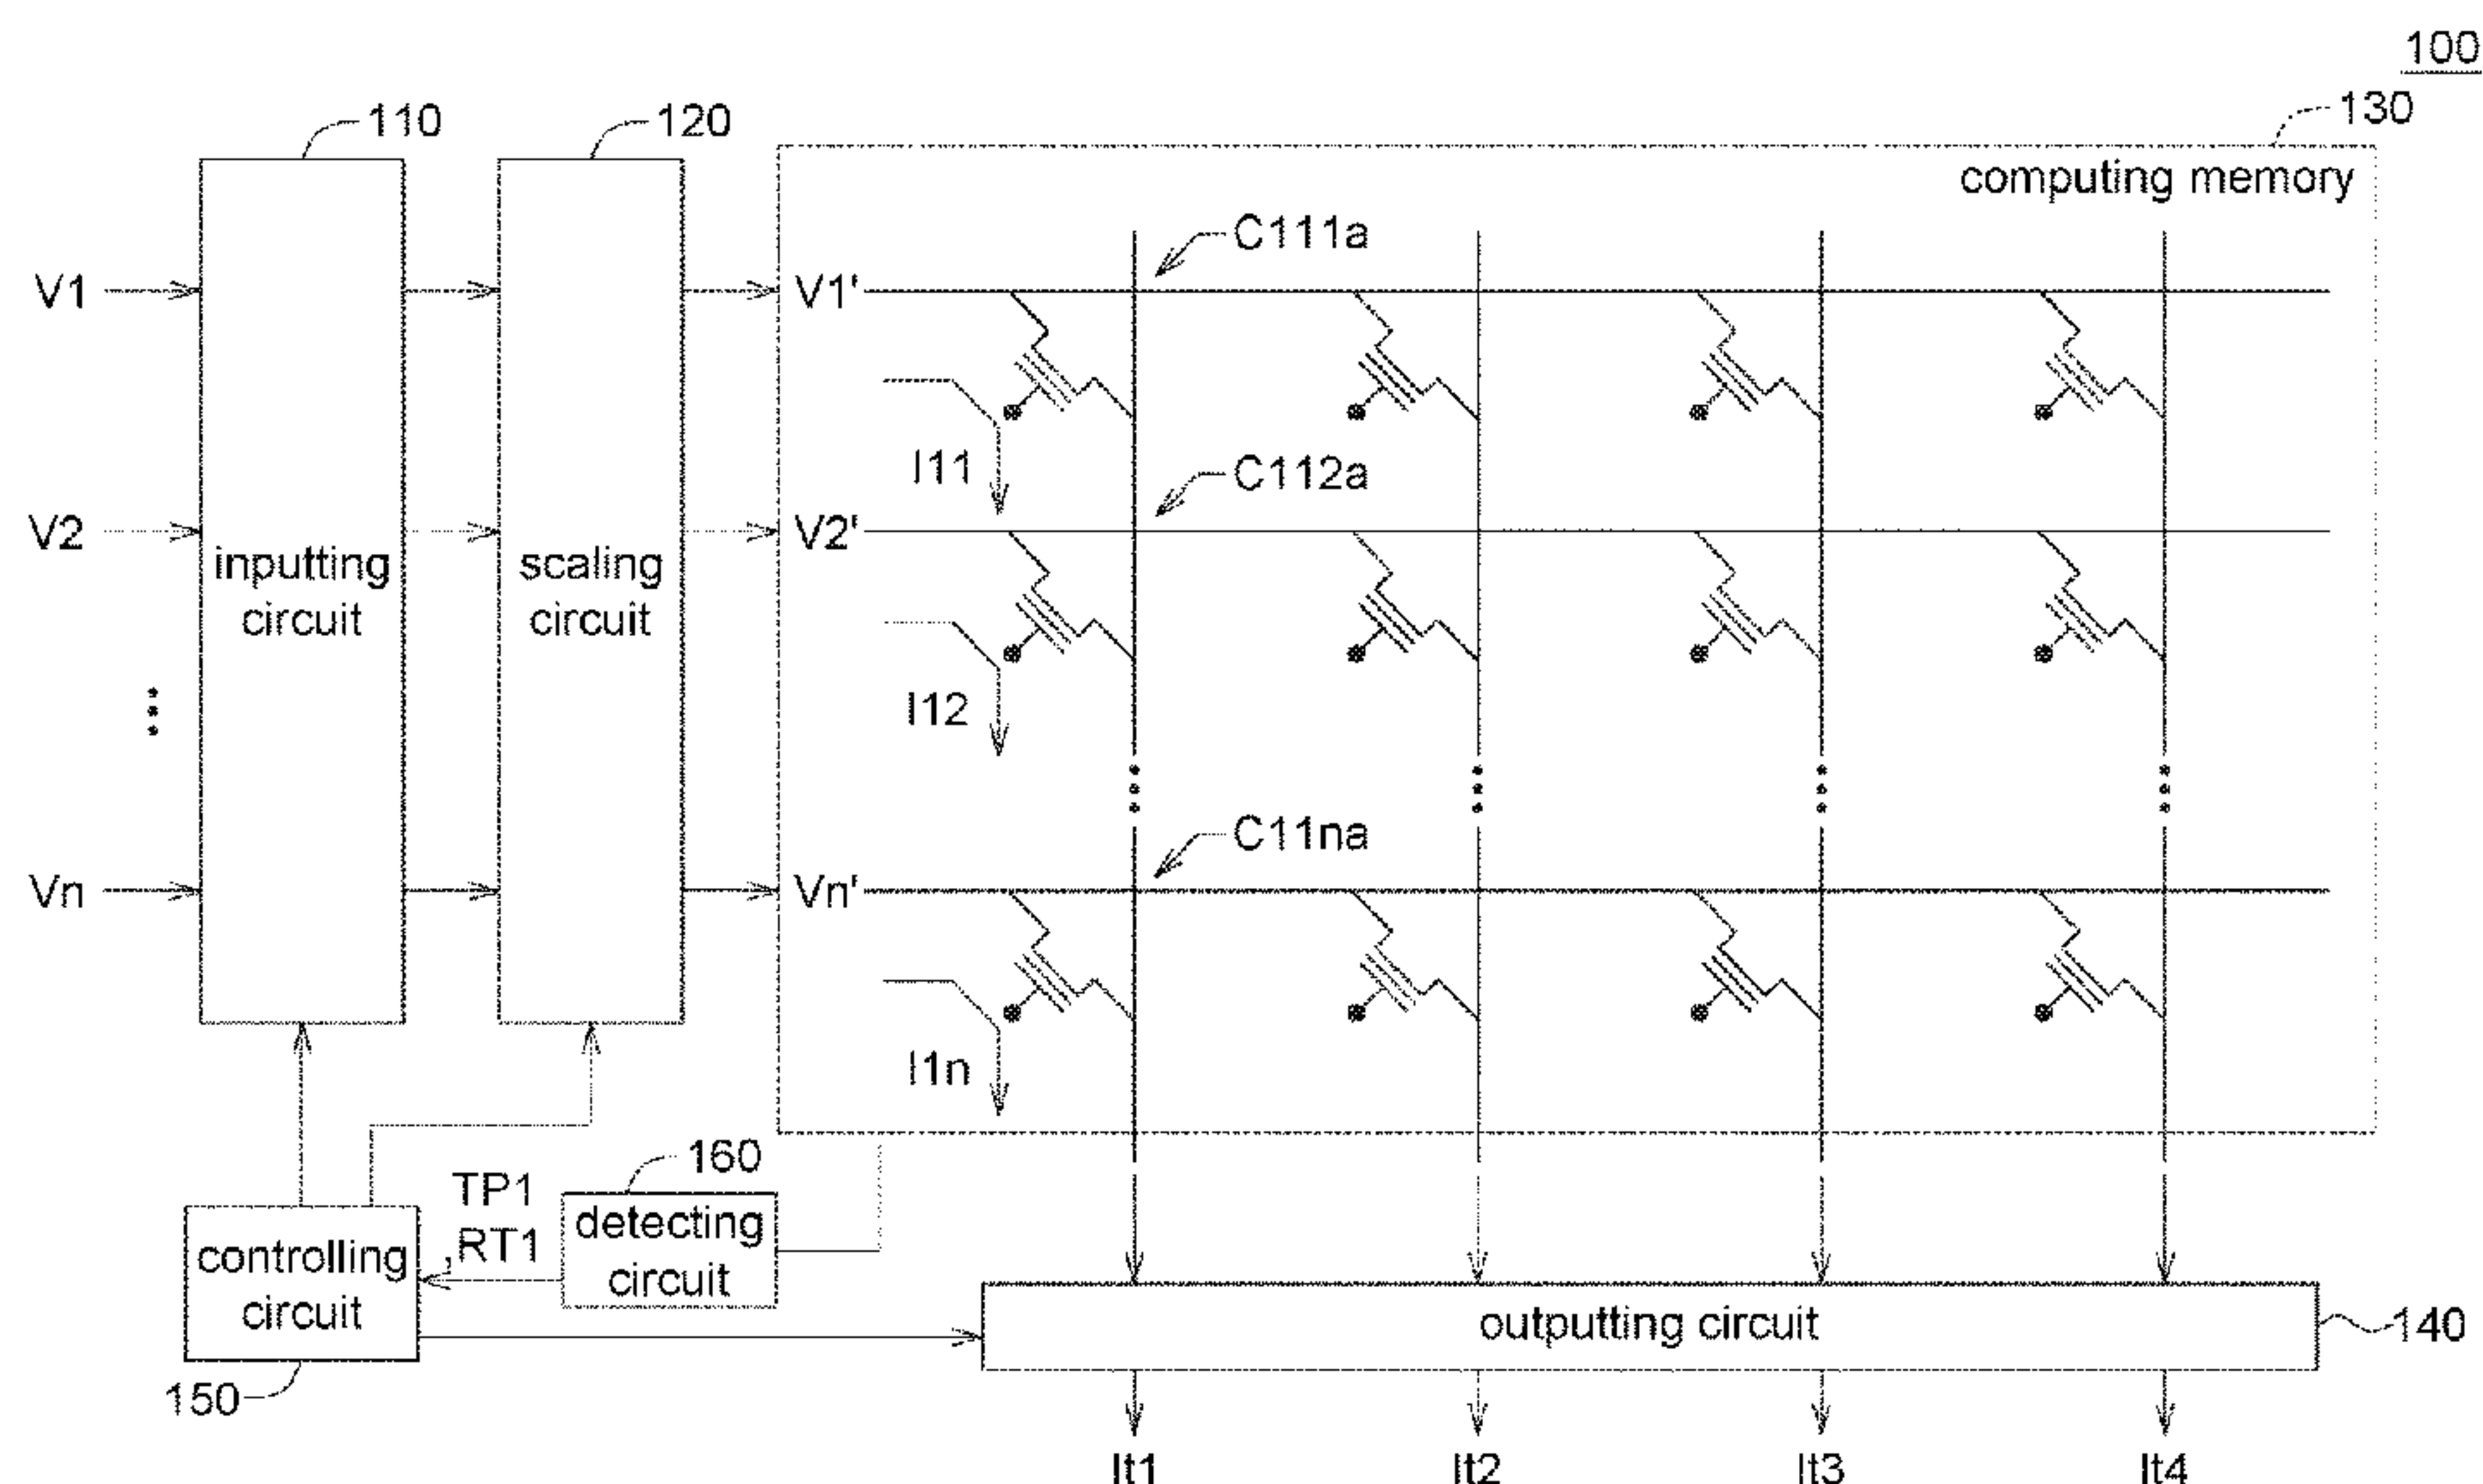 100
110
120
130
computing memory
C111a
V1
V1'
I11
C112a
V2
V2'
inputting
circuit
scaling
circuit
I12
C11na
Vn
Vn'
I1n
160
TP1
,RT1
detecting
circuit
controlling
circuit
outputting circuit
140
150
It1
It2
It3
It4